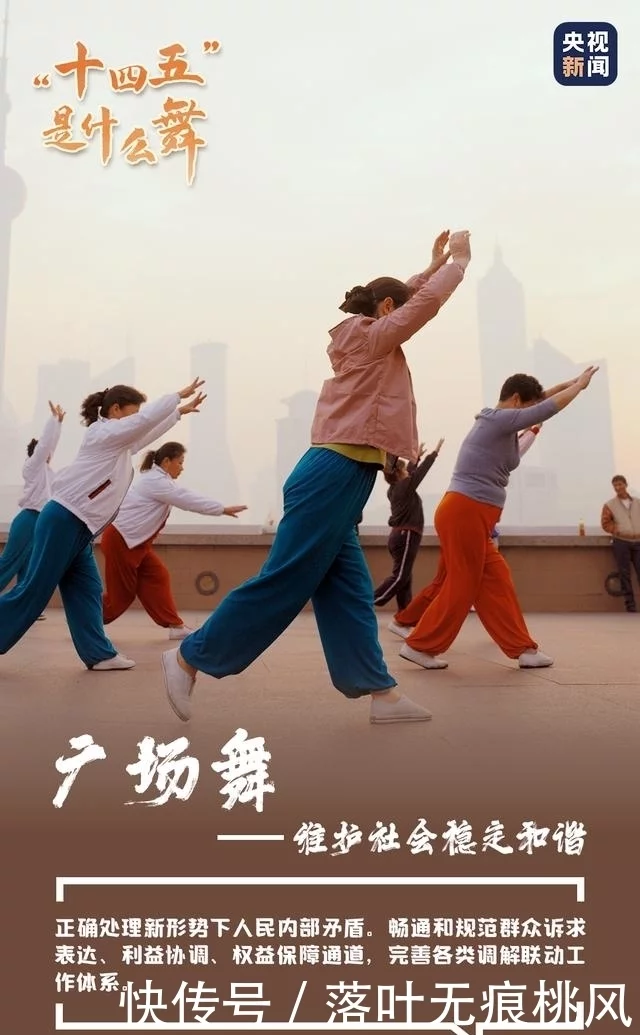 “十四五”
是什么舞
央视
新闻
广场舞
——维护社会稳定和谐
正确处理新形势下人民内部矛盾。畅通和规范群众诉求
表达、利益协调、权益保障通道，完善各类调解联动工
作体系。
快传号/落叶无痕桃风